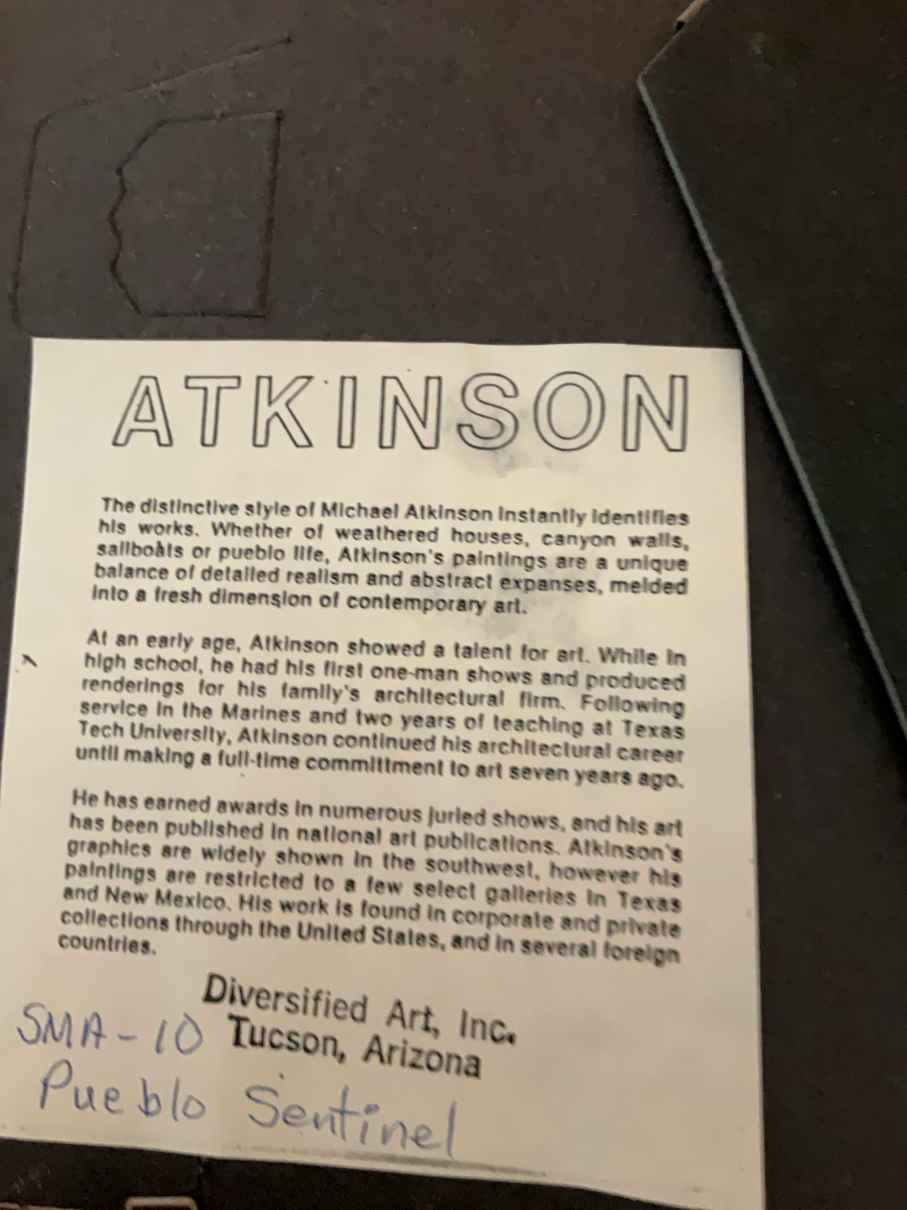 ATKINSON
The distinctive style of Michael Atkinson instantly identifies
his works. Whether of weathered houses, canyon walls,
sailboats or pueblo life, Atkinson's paintings are a unique
balance of detailed realism and abstract expanses, melded
into a fresh dimension of contemporary art.
At an early age, Atkinson showed a talent for art. While in
high school, he had his first one-man shows and produced
renderings for his family's architectural firm. Following
service in the Marines and two years of teaching at Texas
Tech University, Atkinson continued his architectural career
until making a full-time committment to art seven years ago.
He has earned awards in numerous juried shows, and his art
has been published in national art publications. Atkinson's
graphics are widely shown in the southwest, however his
paintings are restricted to a few select galleries in Texas
and New Mexico. His work is found in corporate and private
collections through the United States, and in several foreign
countries.
Diversified Art, Inc.
SMA-10 Tucson, Arizona
Pueblo Sentinel